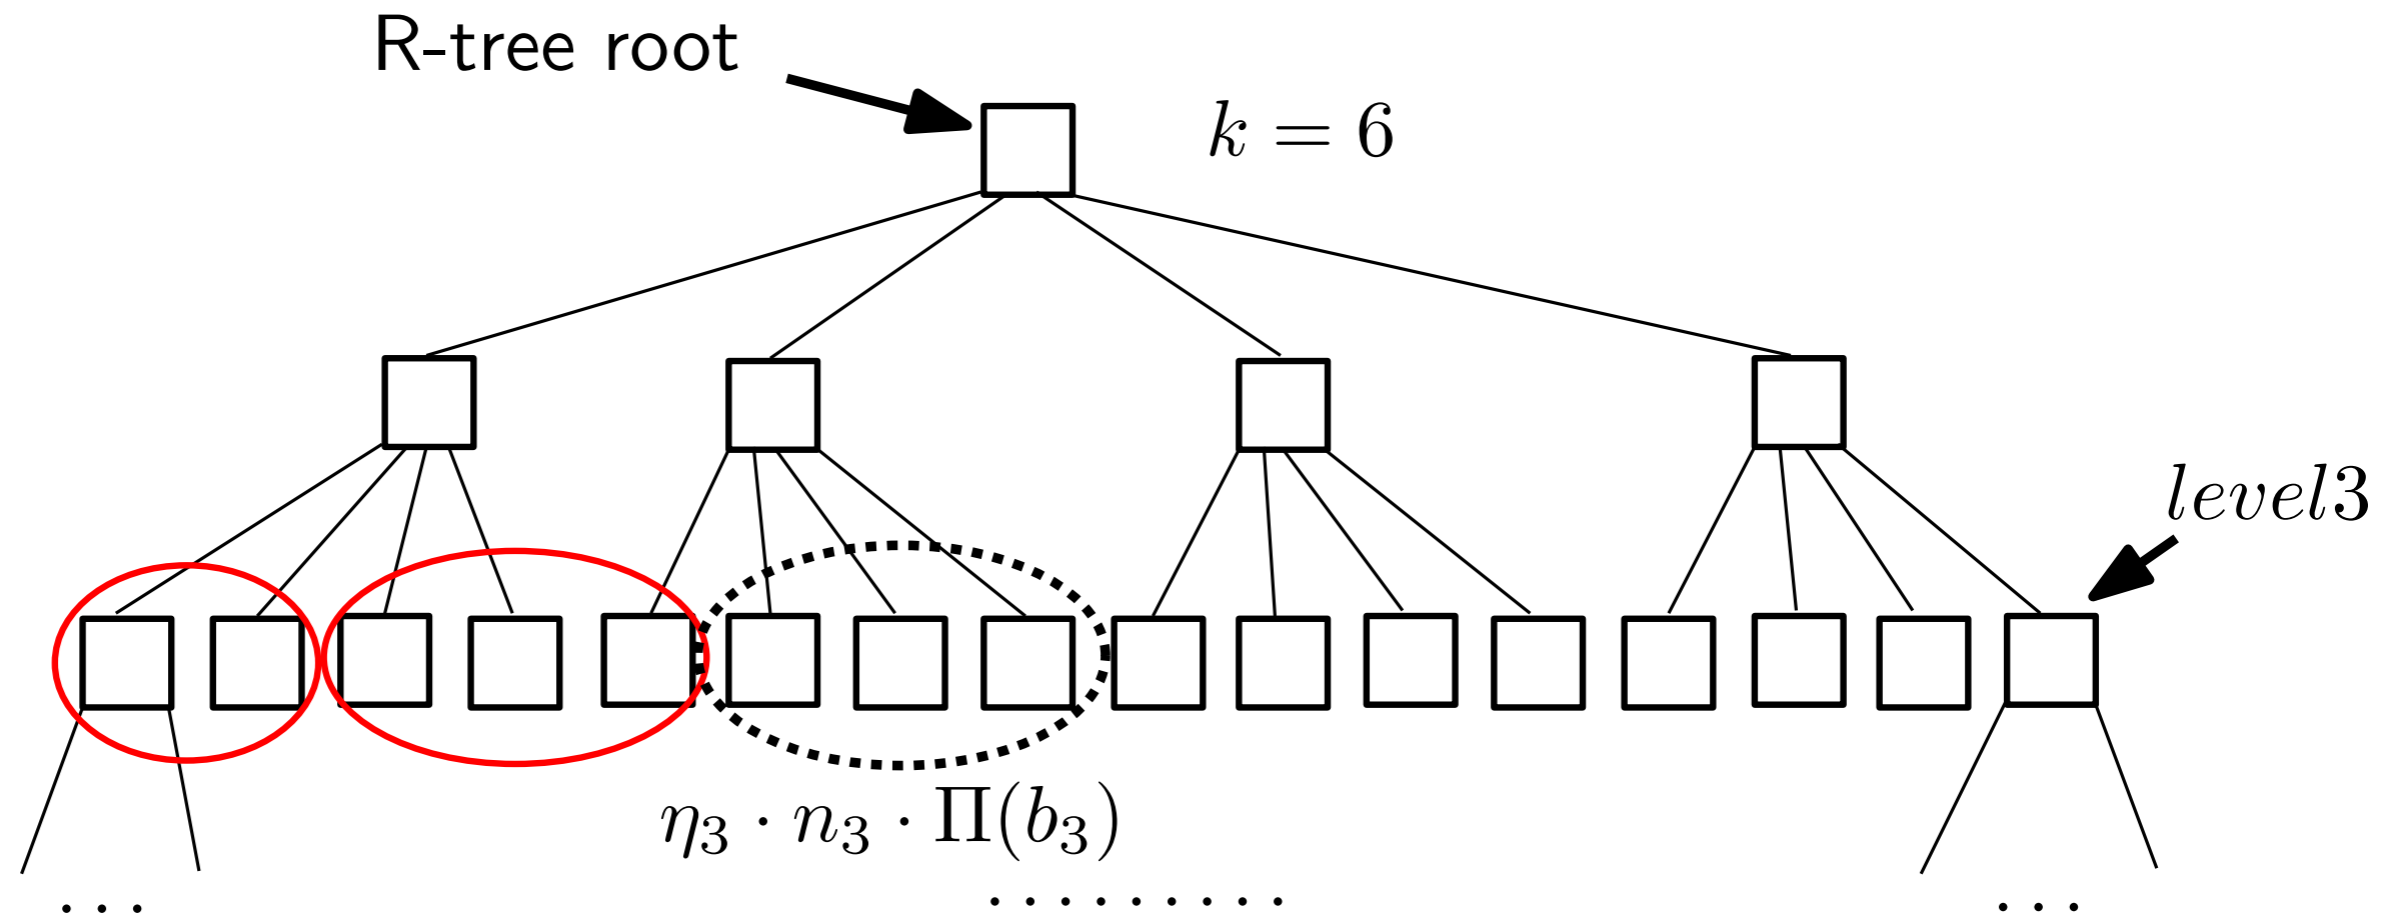 R-tree root
k = 6
level3
η₃ · n₃ · Π(b₃)
. . .
. . . . . . . . .
. . .